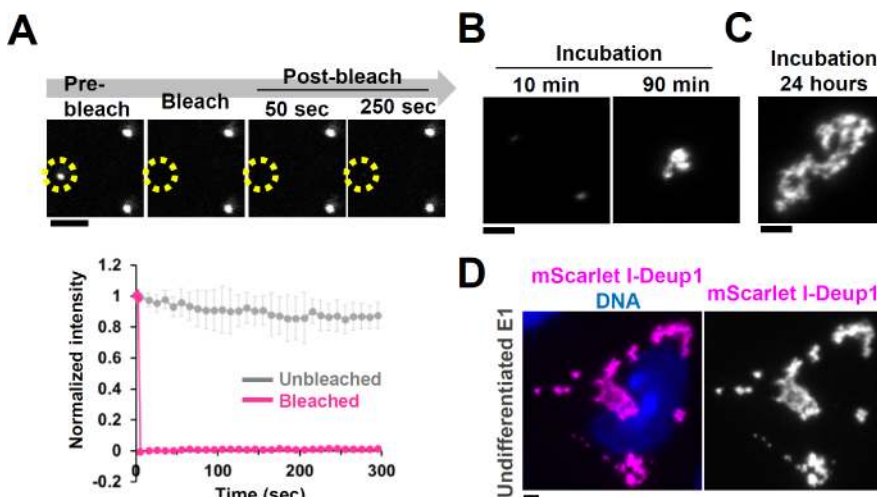 A
Pre-
bleach
Bleach
Post-bleach
50 sec
250 sec
B
Incubation
10 min
90 min
C
Incubation
24 hours
Normalized intensity
1.2
1
0.8
0.6
0.4
0.2
0
Unbleached
Bleached
0
100
200
300
Time (sec)
D
Undifferentiated E1
mScarlet I-Deup1
DNA
mScarlet I-Deup1